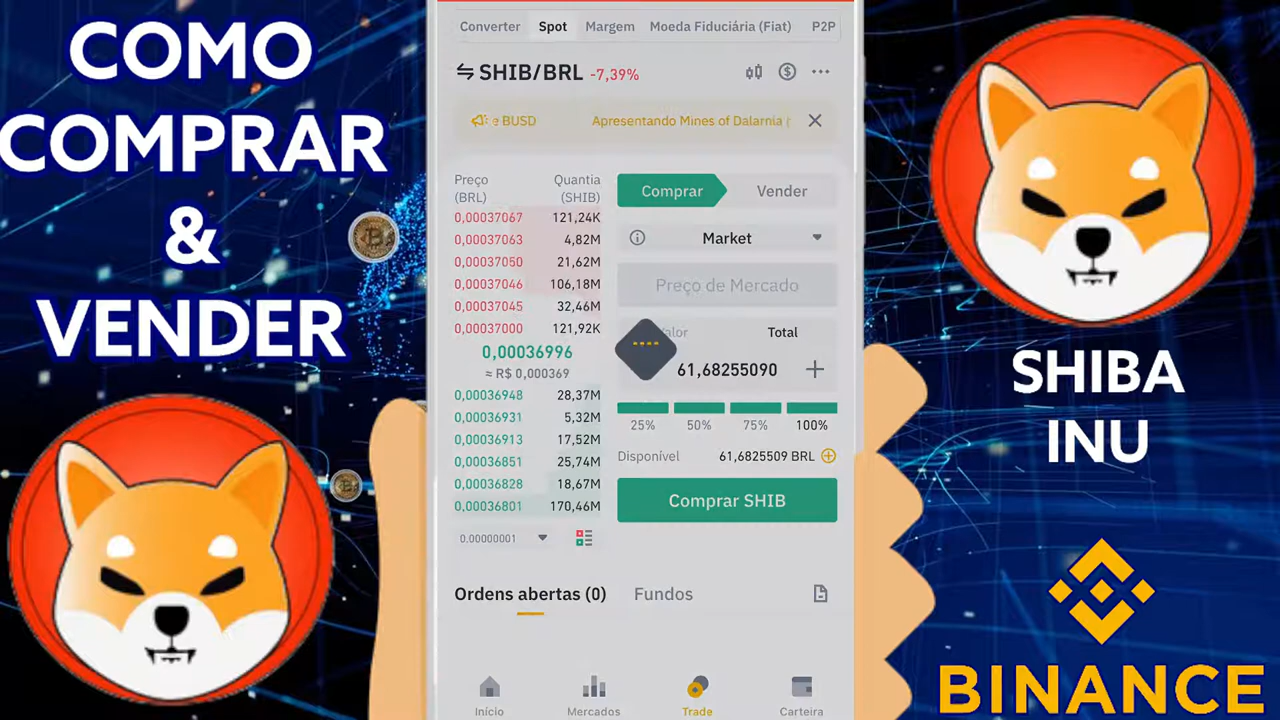 COMO
COMPRAR
&
VENDER
Converter Spot Margem Moeda Fiduciária (Fiat) P2P
SHIB/BRL -7,39%
e BUSD Apresentando Mines of Dalarnia (
Preço Quantia
(BRL) (SHIB)
0,00037067 121,24K
0,00037063 4,82M
0,00037050 21,62M
0,00037046 106,18M
0,00037045 32,46M
0,00037000 121,92K
0,00036996
≈ R$ 0,000369
0,00036948 28,37M
0,00036931 5,32M
0,00036913 17,52M
0,00036851 25,74M
0,00036828 18,67M
0,00036801 170,46M
0.00000001
Comprar Vender
Market
Preço de Mercado
Total
61,68255090 +
25% 50% 75% 100%
Disponível 61,6825509 BRL
Comprar SHIB
Ordens abertas (0) Fundos
Início Mercados Trade Carteira
SHIBA
INU
BINANCE